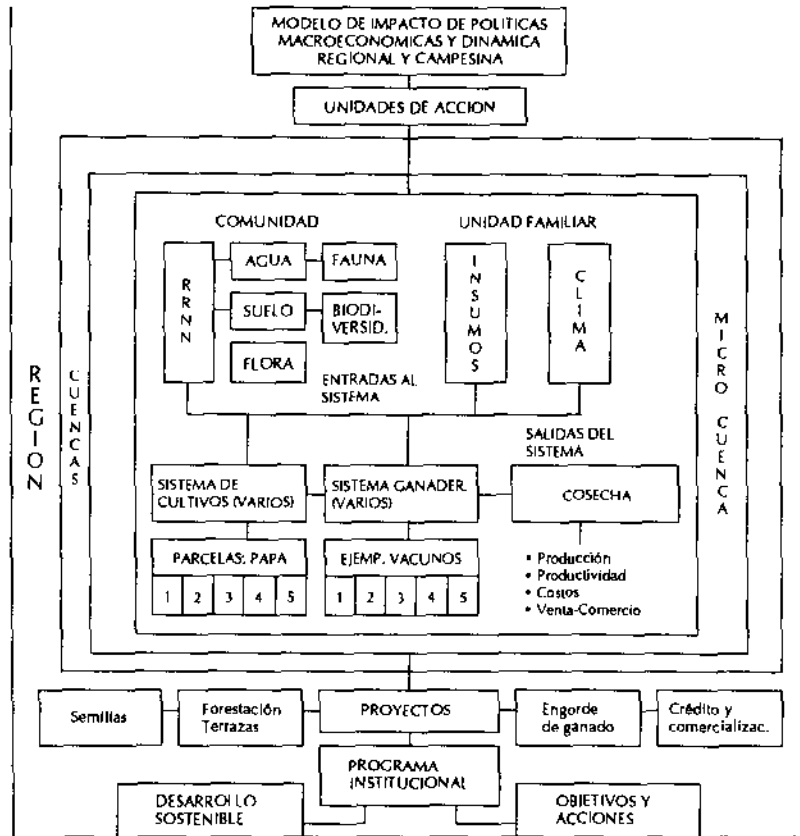 MODELO DE IMPACTO DE POLITICAS
MACROECONOMICAS Y DINAMICA
REGIONAL Y CAMPESINA
UNIDADES DE ACCION
REGION
CUENCAS
MICRO CUENCA
COMUNIDAD
UNIDAD FAMILIAR
RRNN
AGUA
FAUNA
SUELO
BIODI-
VERSID.
FLORA
INSUMOS
CLIMA
ENTRADAS AL
SISTEMA
SALIDAS DEL
SISTEMA
SISTEMA DE
CULTIVOS (VARIOS)
SISTEMA GANADER.
(VARIOS)
COSECHA
PARCELAS: PAPA
1 2 3 4 5
EJEMP. VACUNOS
1 2 3 4 5
• Producción
• Productividad
• Costos
• Venta-Comercio
Semillas
Forestación
Terrazas
PROYECTOS
Engorde
de ganado
Crédito y
comercializac.
PROGRAMA
INSTITUCIONAL
DESARROLLO
SOSTENIBLE
OBJETIVOS Y
ACCIONES